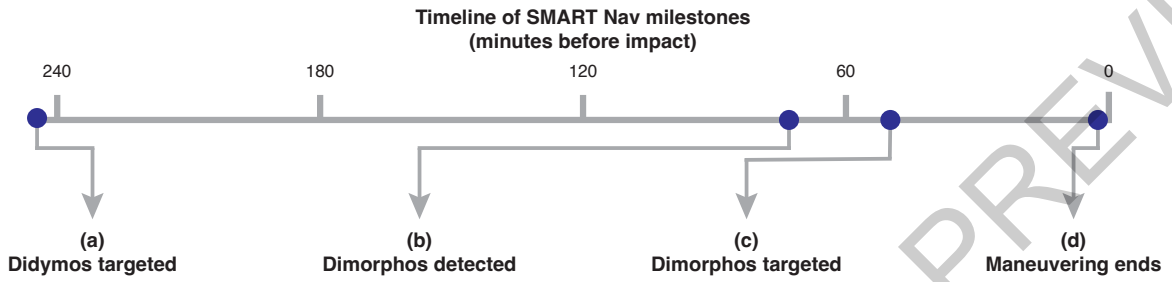 Timeline of SMART Nav milestones
(minutes before impact)
240 180 120 60 0
(a) (b) (c) (d)
Didymos targeted Dimorphos detected Dimorphos targeted Maneuvering ends
PREVI